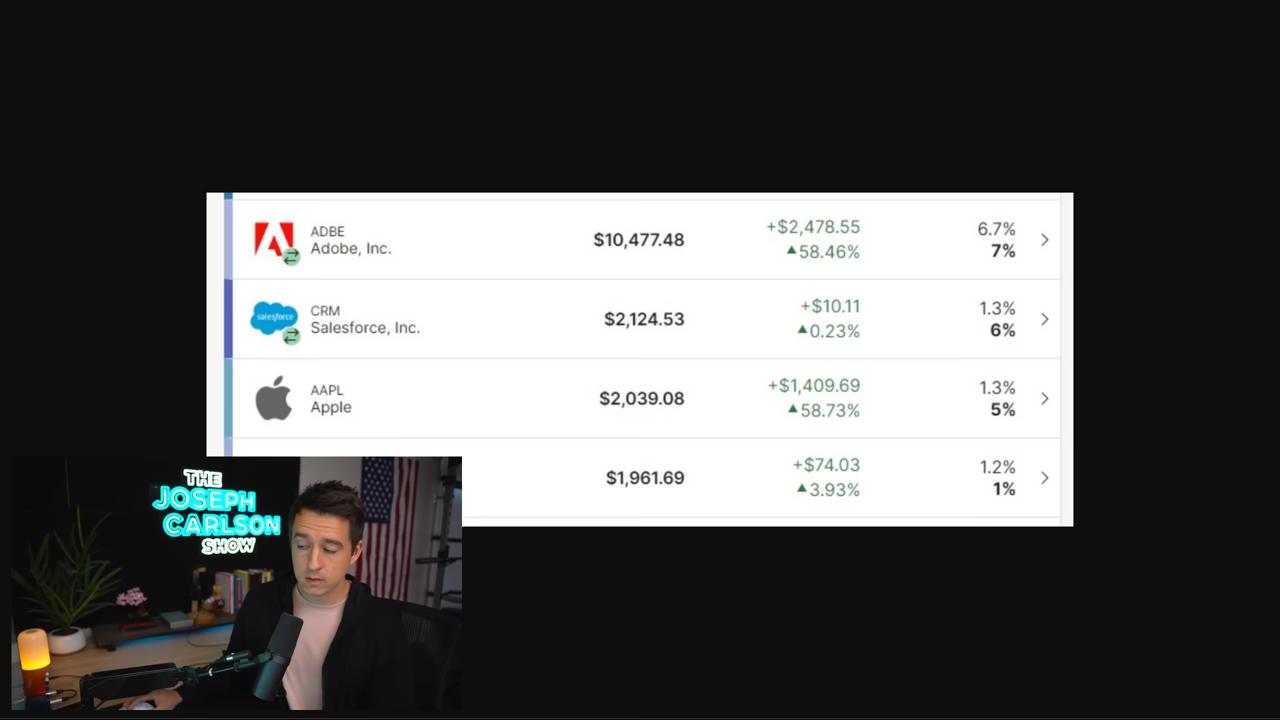 ADBE
Adobe, Inc.
$10,477.48
+$2,478.55
▲58.46%
6.7%
7%
salesforce
CRM
Salesforce, Inc.
$2,124.53
+$10.11
▲0.23%
1.3%
6%
AAPL
Apple
$2,039.08
+$1,409.69
▲58.73%
1.3%
5%
$1,961.69
+$74.03
▲3.93%
1.2%
1%
THE
JOSEPH
CARLSON
SHOW